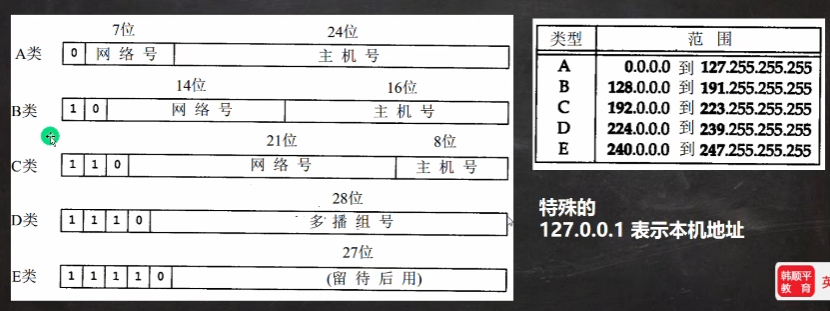 7位 24位
A类 0 网络号 主机号
14位 16位
B类 1 0 网络号 主机号
21位 8位
C类 1 1 0 网络号 主机号
28位
D类 1 1 1 0 多播组号
27位
E类 1 1 1 1 0 (留待后用)
类型 范围
A 0.0.0.0 到 127.255.255.255
B 128.0.0.0 到 191.255.255.255
C 192.0.0.0 到 223.255.255.255
D 224.0.0.0 到 239.255.255.255
E 240.0.0.0 到 247.255.255.255
特殊的
127.0.0.1 表示本机地址
韩顺平
教育
英